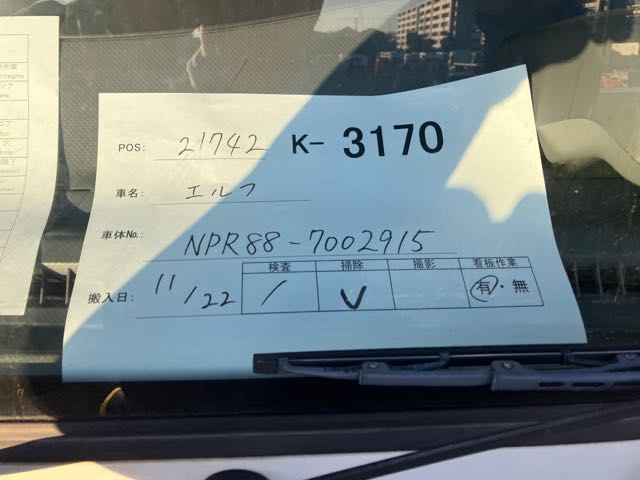 POS: 21742 K- 3170
車名: エルフ
車体No.: NPR88-7002915
搬入日: 11/22
検査 掃除 撮影 看板作業
/ ∨ 有・無